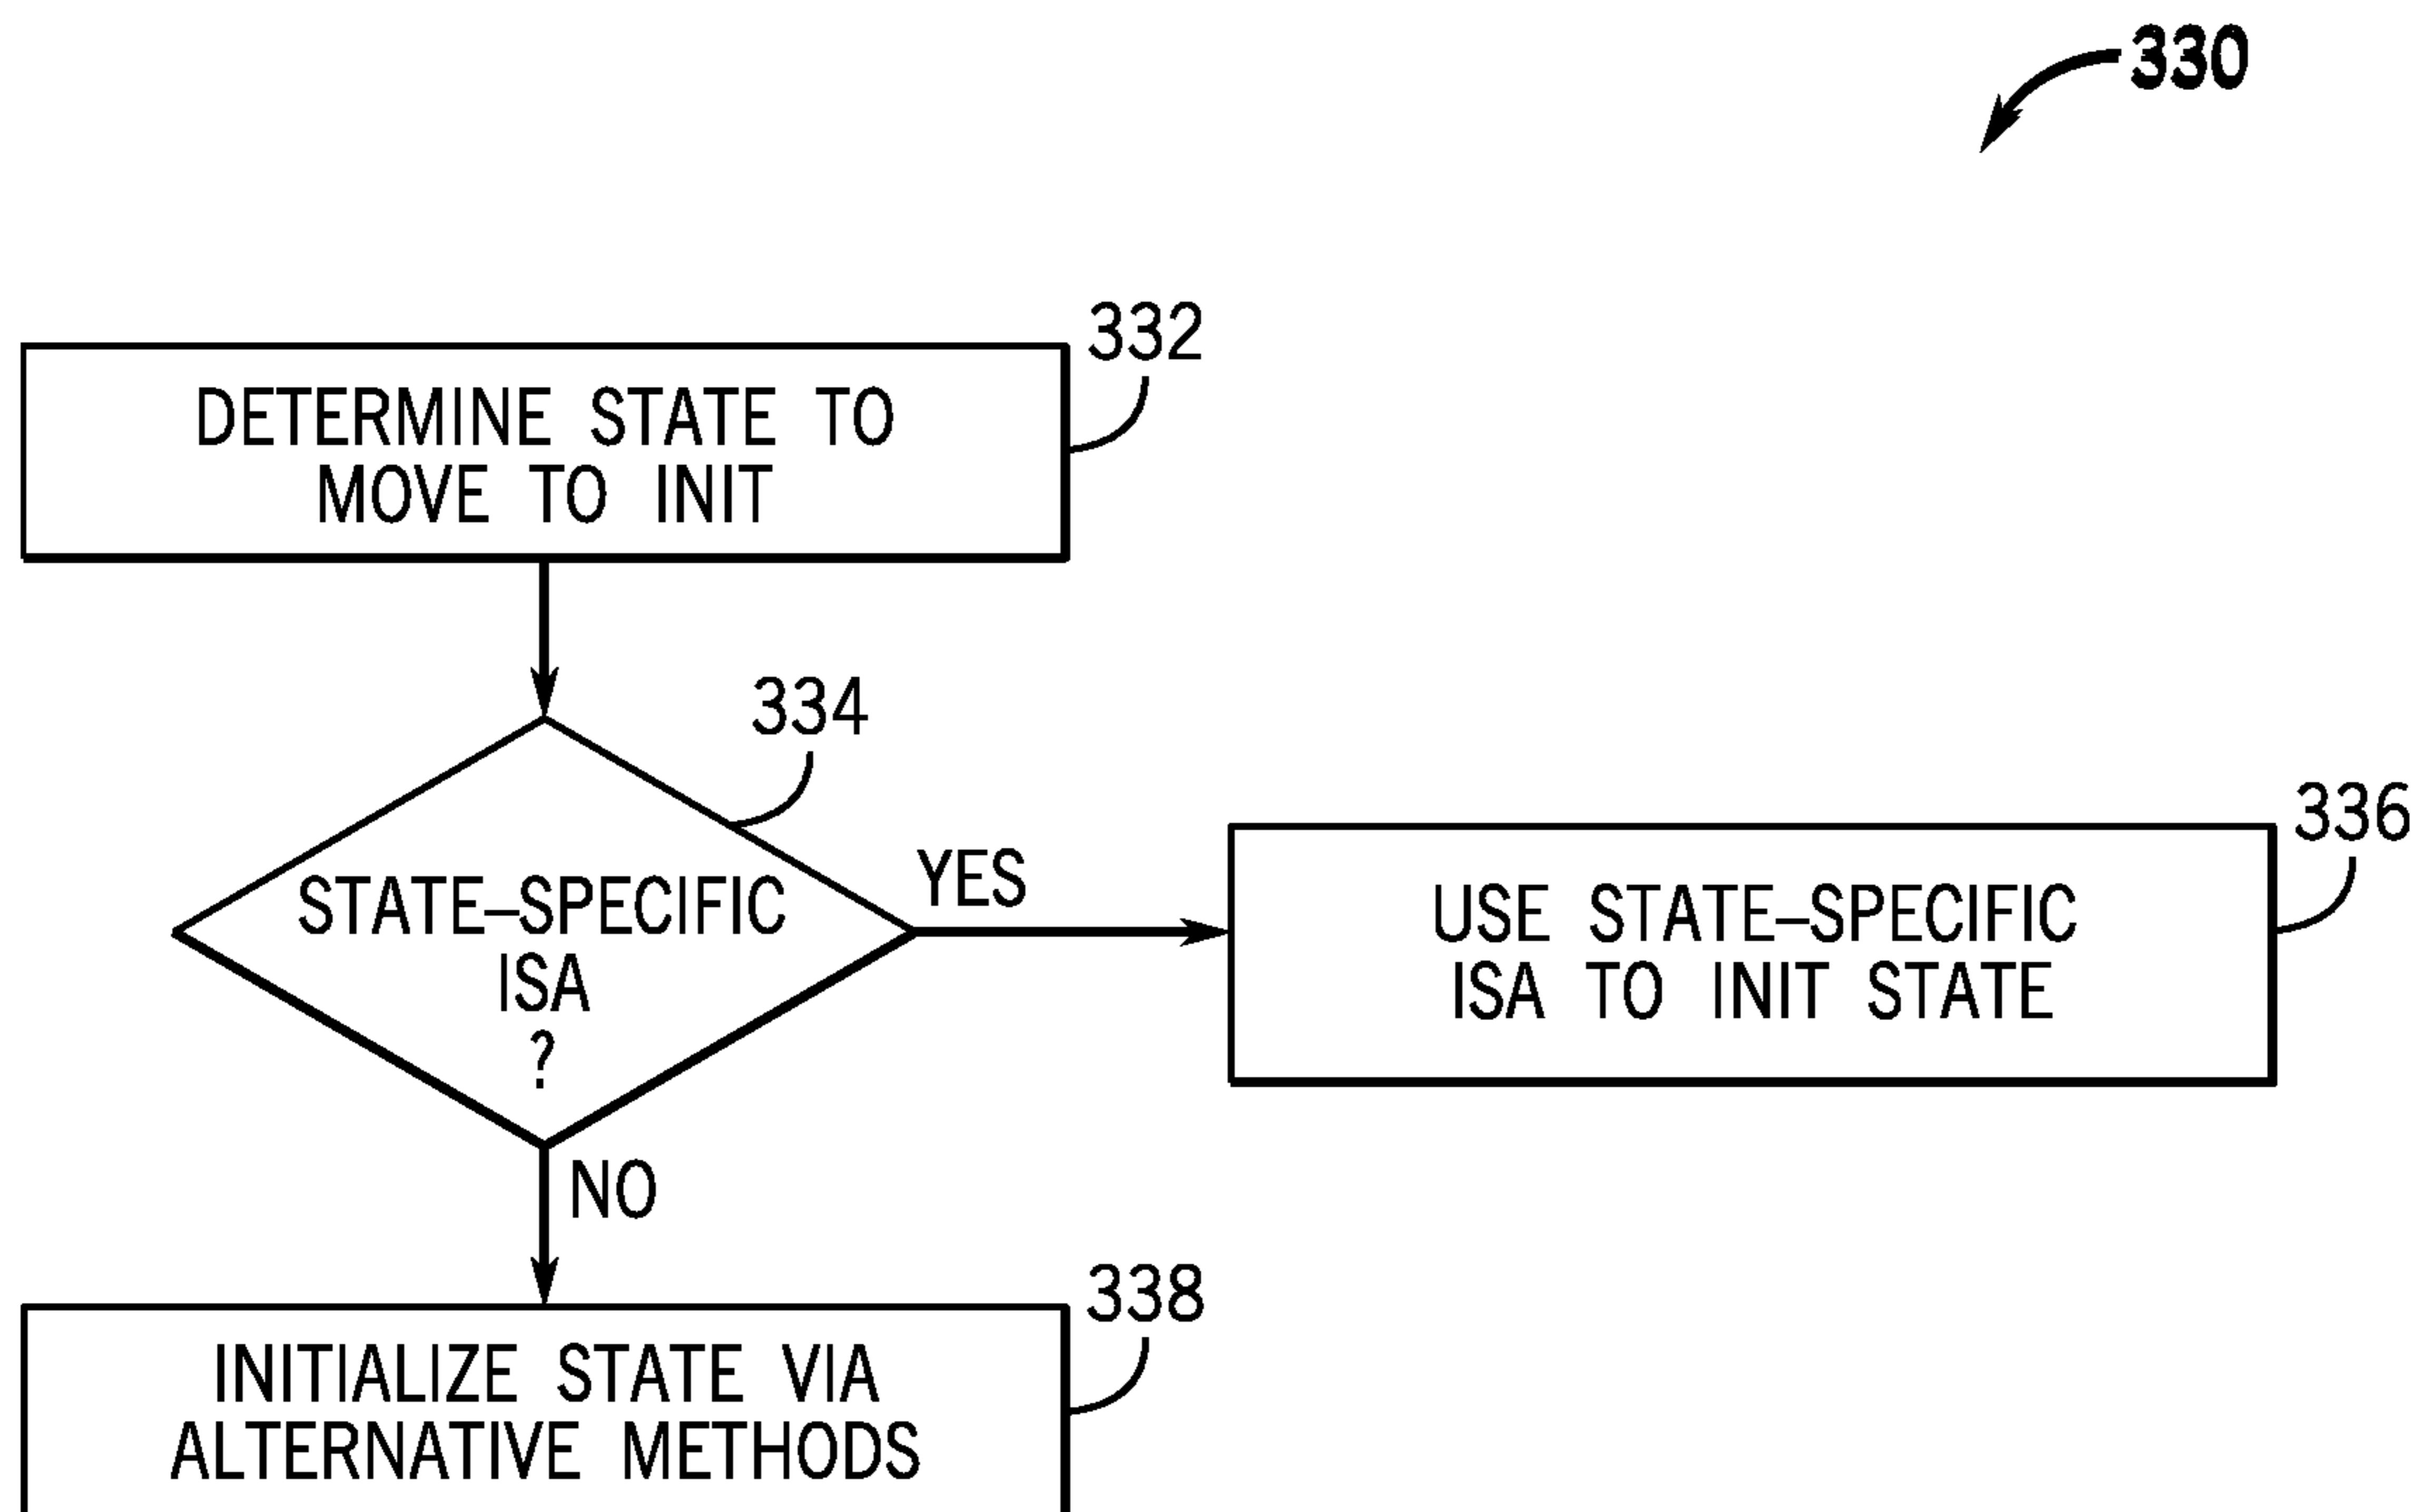 330
332
DETERMINE STATE TO
MOVE TO INIT
334
STATE–SPECIFIC
ISA
?
YES
336
USE STATE–SPECIFIC
ISA TO INIT STATE
NO
338
INITIALIZE STATE VIA
ALTERNATIVE METHODS